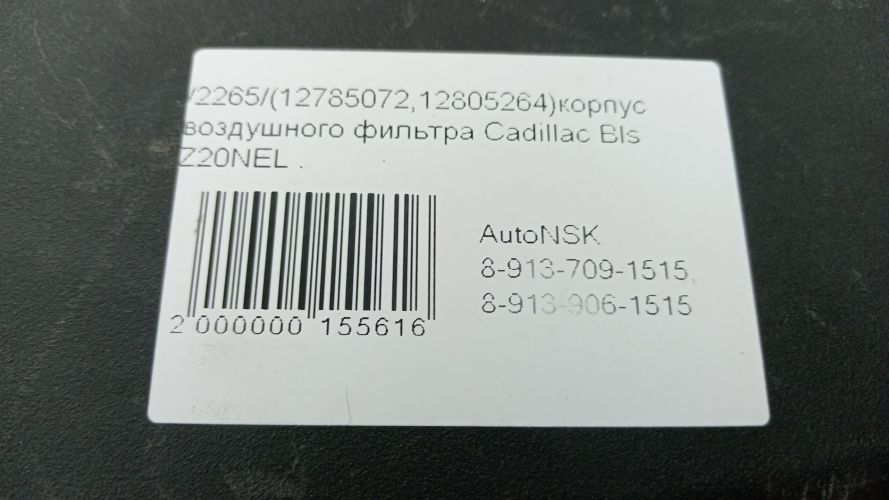 /2265/(12785072,12805264)корпус
воздушного фильтра Cadillac Bls
Z20NEL .
AutoNSK
8-913-709-1515,
8-913-906-1515
2 000000 155616